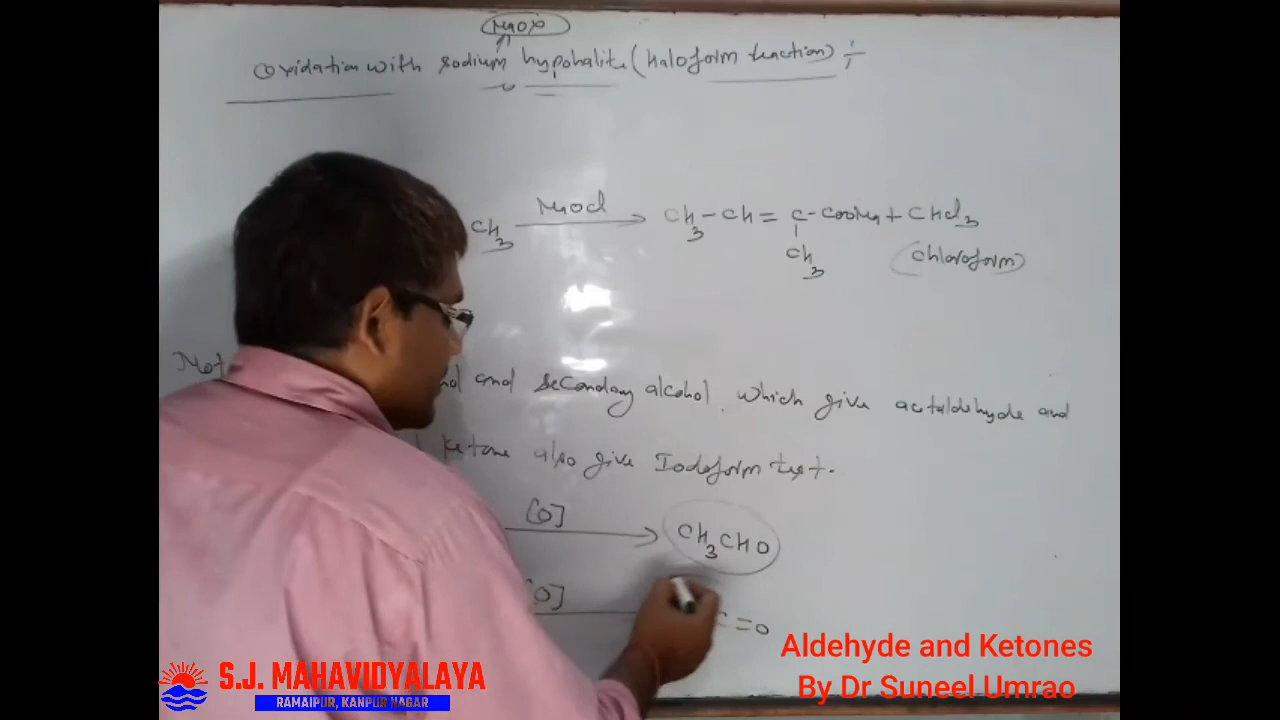 NaOX
Oxidation with sodium hypohalite (Haloform reaction) :-
CH3 NaOCl → CH3-CH=C-COONa + CHCl3
CH3 (Chloroform)
and secondary alcohol which give acetaldehyde and
ketone also give Iodoform test.
[O] → CH3CHO
[O] C=O
Aldehyde and Ketones
By Dr Suneel Umrao
S.J. MAHAVIDYALAYA
RAMAIPUR, KANPUR NAGAR